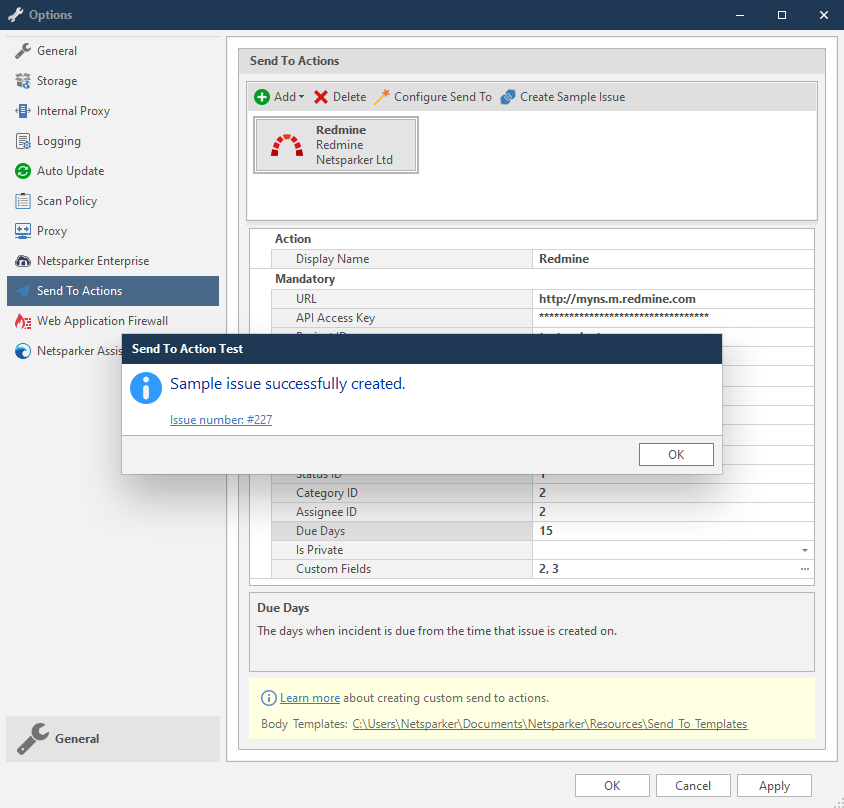 Options
General
Storage
Internal Proxy
Logging
Auto Update
Scan Policy
Proxy
Netsparker Enterprise
Send To Actions
Web Application Firewall
Netsparker Assis
General
Send To Actions
Add Delete Configure Send To Create Sample Issue
Redmine
Redmine
Netsparker Ltd
Action
Display Name Redmine
Mandatory
URL http://myns.m.redmine.com
API Access Key **********************************
Send To Action Test
Sample issue successfully created.
Issue number: #227
OK
Status ID 1
Category ID 2
Assignee ID 2
Due Days 15
Is Private
Custom Fields 2, 3 ...
Due Days
The days when incident is due from the time that issue is created on.
Learn more about creating custom send to actions.
Body Templates: C:\Users\Netsparker\Documents\Netsparker\Resources\Send To Templates
OK Cancel Apply